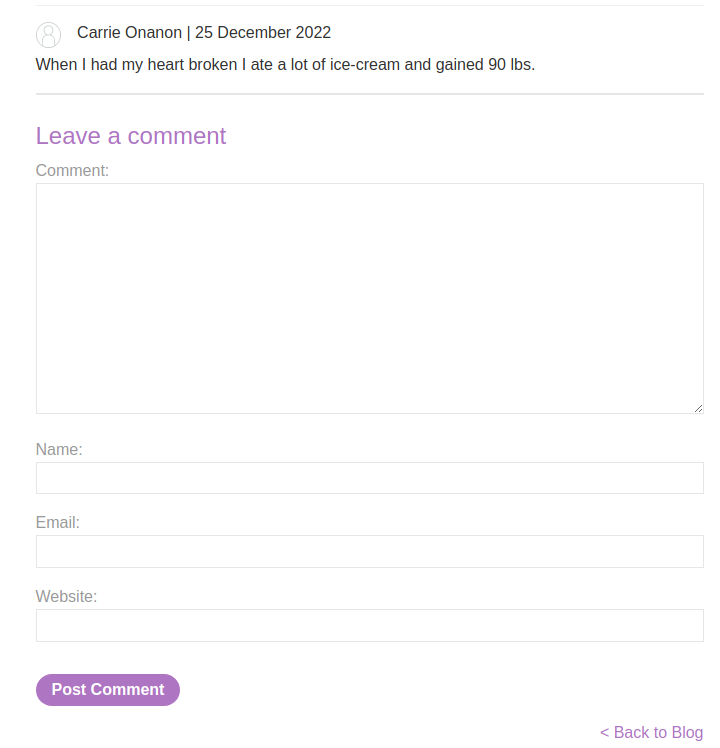 Carrie Onanon | 25 December 2022
When I had my heart broken I ate a lot of ice-cream and gained 90 lbs.
Leave a comment
Comment:
Name:
Email:
Website:
Post Comment
< Back to Blog